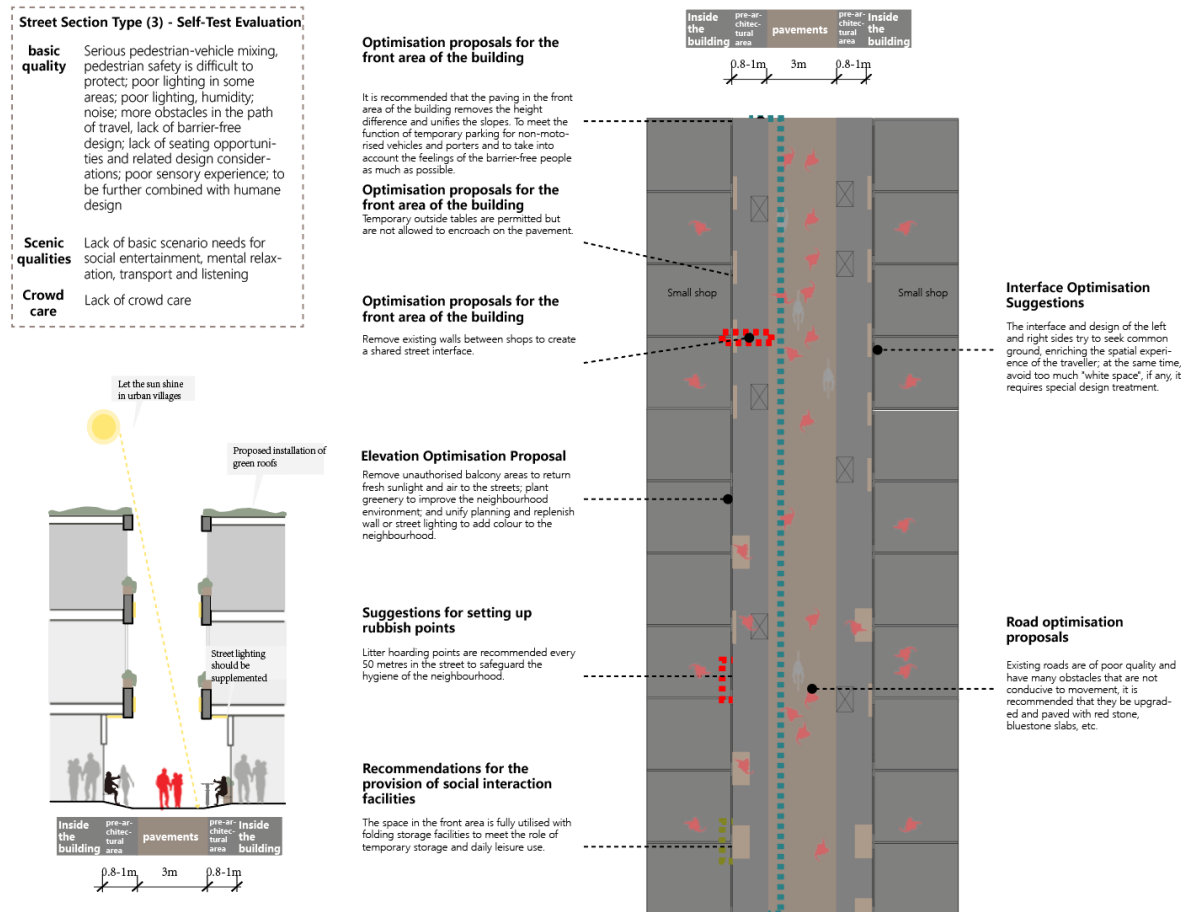 Street Section Type (3) - Self-Test Evaluation
basic
quality
Serious pedestrian-vehicle mixing,
pedestrian safety is difficult to
protect; poor lighting in some
areas; poor lighting, humidity;
noise; more obstacles in the path
of travel, lack of barrier-free
design; lack of seating opportuni-
ties and related design consider-
ations; poor sensory experience; to
be further combined with humane
design
Scenic
qualities
Lack of basic scenario needs for
social entertainment, mental relax-
ation, transport and listening
Crowd
care
Lack of crowd care
Let the sun shine
in urban villages
Proposed installation of
green roofs
Street lighting
should be
supplemented
Inside
the
building
pre-ar-
chitec-
tural
area
pavements
pre-ar-
chitec-
tural
area
Inside
the
building
0.8-1m
3m
0.8-1m
Optimisation proposals for the
front area of the building
It is recommended that the paving in the front
area of the building removes the height
difference and unifies the slopes. To meet the
function of temporary parking for non-moto-
rised vehicles and porters and to take into
account the feelings of the barrier-free people
as much as possible.
Optimisation proposals for the
front area of the building
Temporary outside tables are permitted but
are not allowed to encroach on the pavement.
Optimisation proposals for the
front area of the building
Remove existing walls between shops to create
a shared street interface.
Elevation Optimisation Proposal
Remove unauthorised balcony areas to return
fresh sunlight and air to the streets; plant
greenery to improve the neighbourhood
environment; and unify planning and replenish
wall or street lighting to add colour to the
neighbourhood.
Suggestions for setting up
rubbish points
Litter hoarding points are recommended every
50 metres in the street to safeguard the
hygiene of the neighbourhood.
Recommendations for the
provision of social interaction
facilities
The space in the front area is fully utilised with
folding storage facilities to meet the role of
temporary storage and daily leisure use.
Inside
the
building
pre-ar-
chitec-
tural
area
pavements
pre-ar-
chitec-
tural
area
Inside
the
building
0.8-1m
3m
0.8-1m
Small shop
Small shop
Interface Optimisation
Suggestions
The interface and design of the left
and right sides try to seek common
ground, enriching the spatial experi-
ence of the traveller; at the same time,
avoid too much "white space", if any, it
requires special design treatment.
Road optimisation
proposals
Existing roads are of poor quality and
have many obstacles that are not
conducive to movement, it is
recommended that they be upgrad-
ed and paved with red stone,
bluestone slabs, etc.